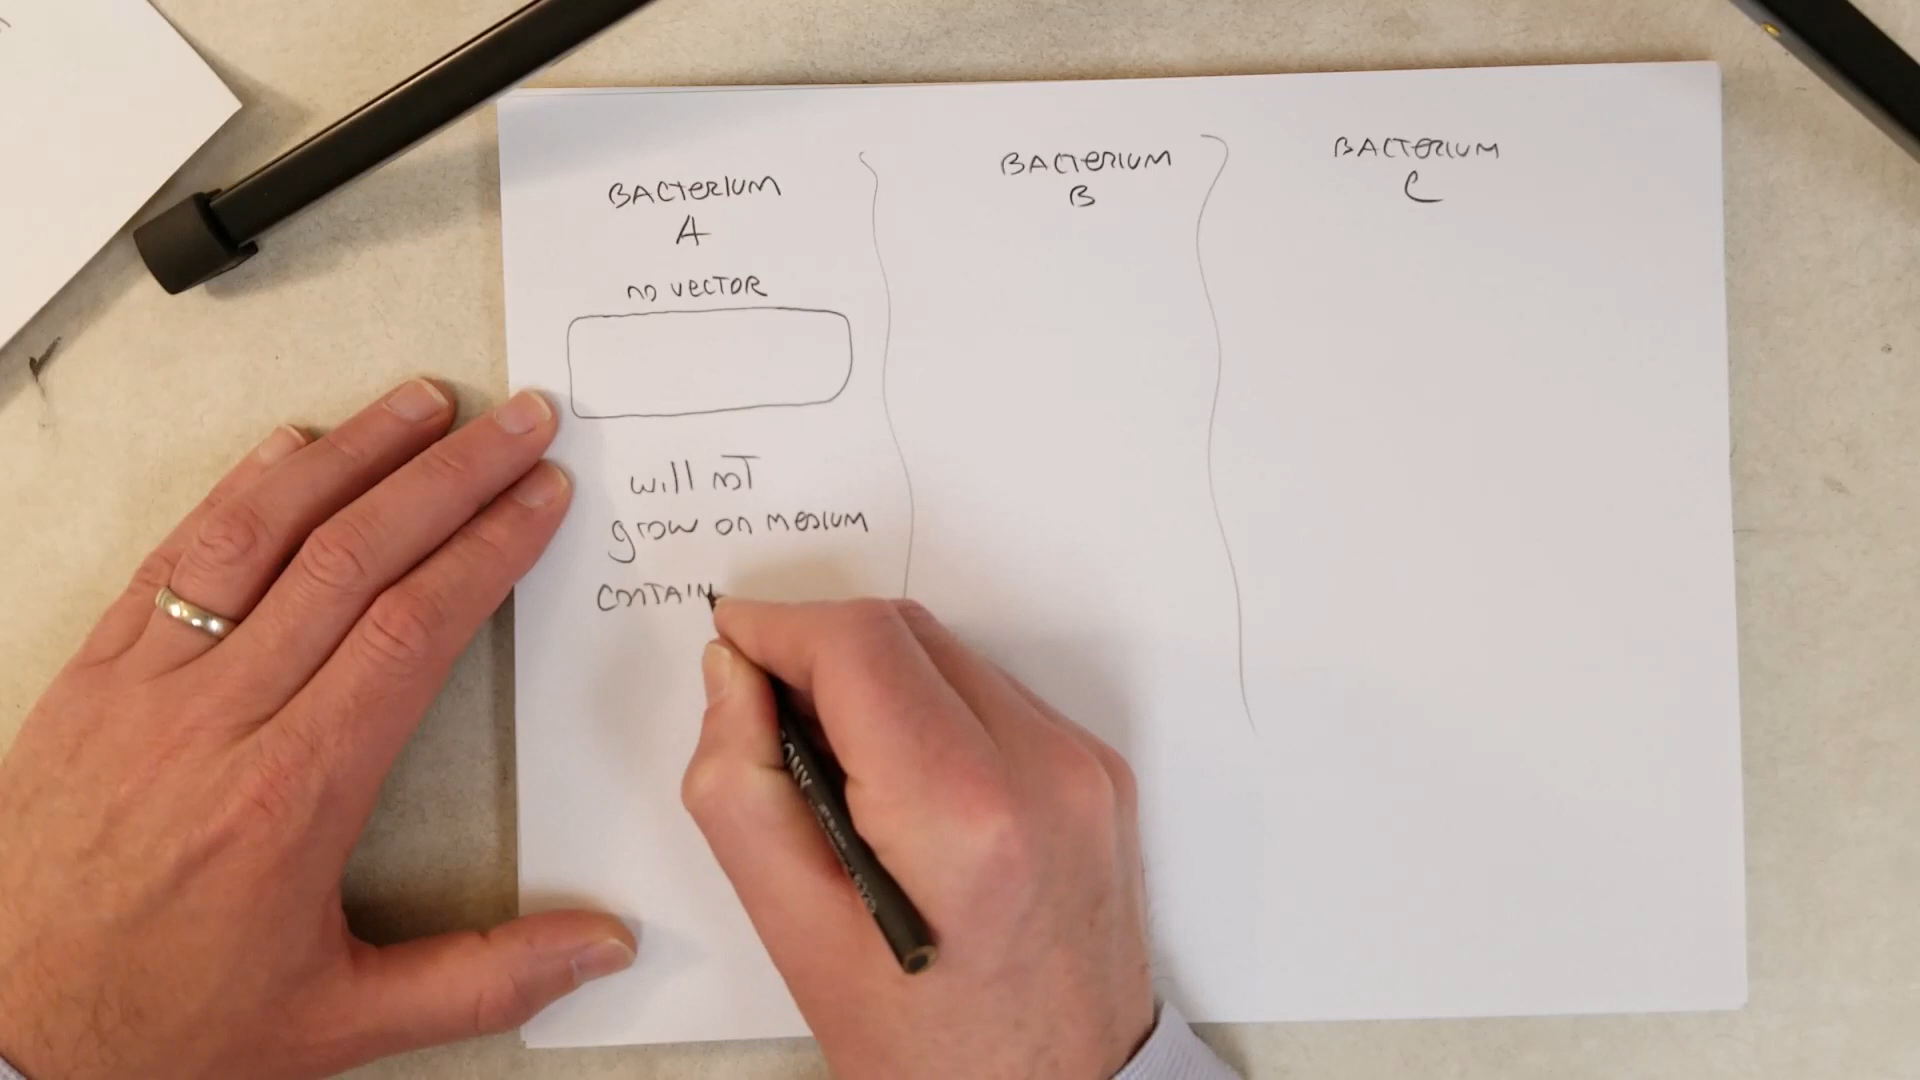 BACTERIUM
A
BACTERIUM
B
BACTERIUM
C
no VECTOR
will not
grow on medium
CONTAIN